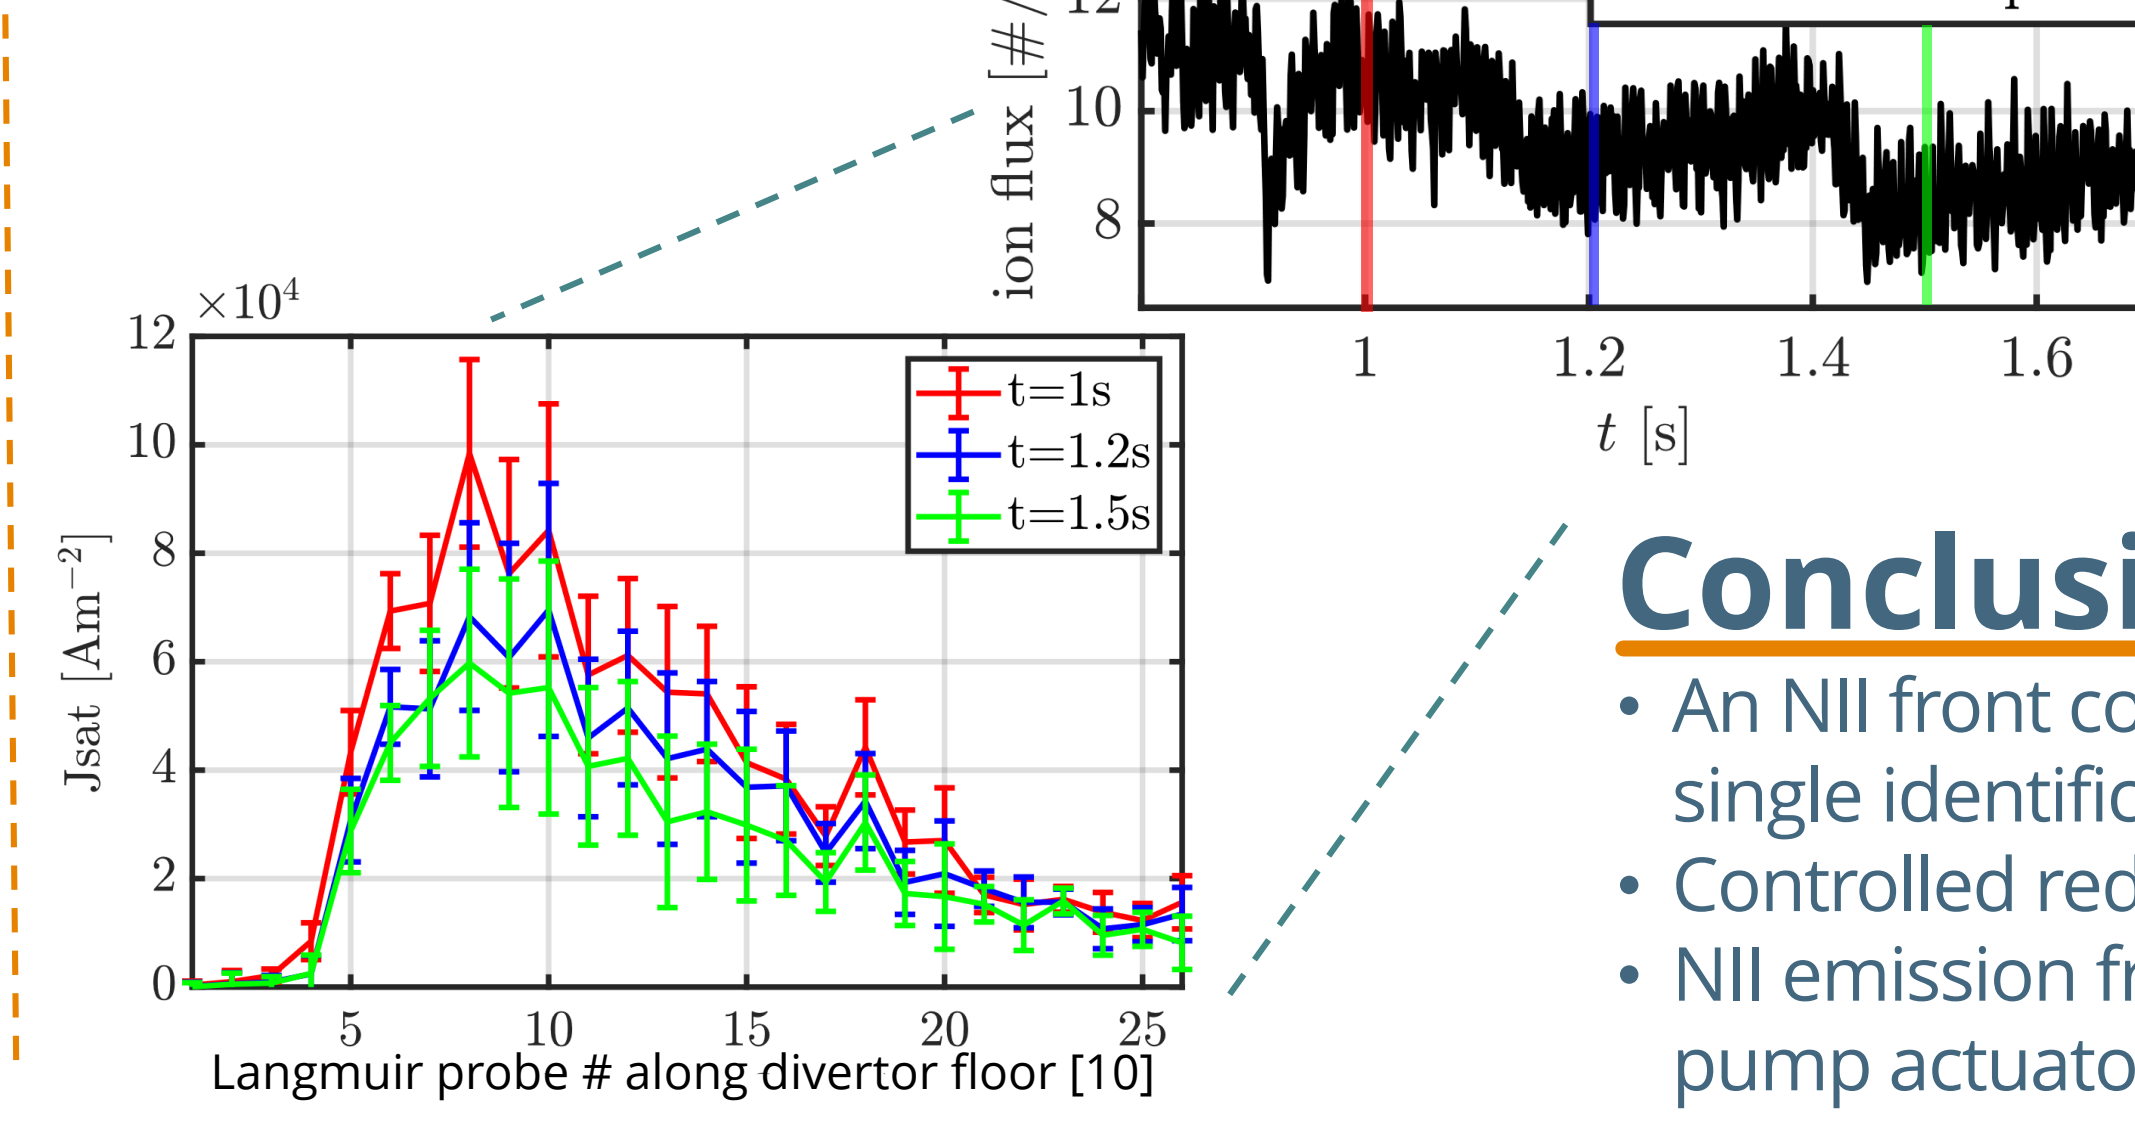 12
10
8
ion flux [#/
1 1.2 1.4 1.6
t [s]
×10⁴
12
10
8
6
4
2
0
Jsat [Am⁻²]
t=1s
t=1.2s
t=1.5s
5 10 15 20 25
Langmuir probe # along divertor floor [10]
Conclusi
• An NII front co
single identific
• Controlled red
• NII emission fr
pump actuato